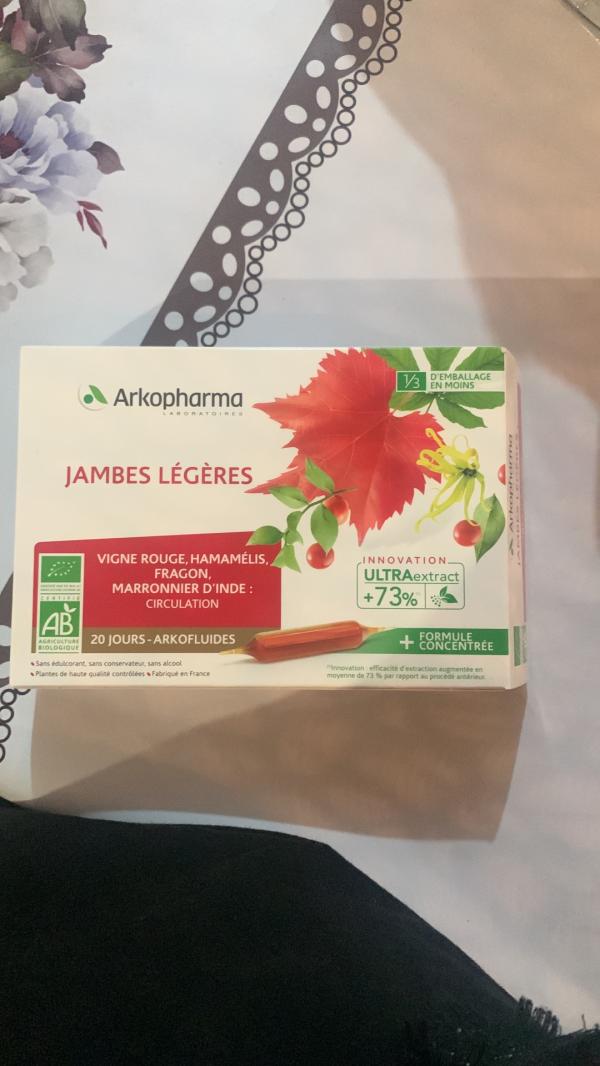 Arkopharma
LABORATOIRES
1/3 D'EMBALLAGE
EN MOINS
JAMBES LÉGÈRES
VIGNE ROUGE, HAMAMÉLIS,
FRAGON,
MARRONNIER D'INDE :
CIRCULATION
CERTIFIÉ
AB
AGRICULTURE
BIOLOGIQUE
20 JOURS - ARKOFLUIDES
INNOVATION
ULTRAextract
+73%
+ FORMULE
CONCENTRÉE
Sans édulcorant, sans conservateur, sans alcool
Plantes de haute qualité contrôlées Fabriqué en France
Innovation : efficacité d'extraction augmentée en
moyenne de 73 % par rapport au procédé antérieur.
Arkopharma